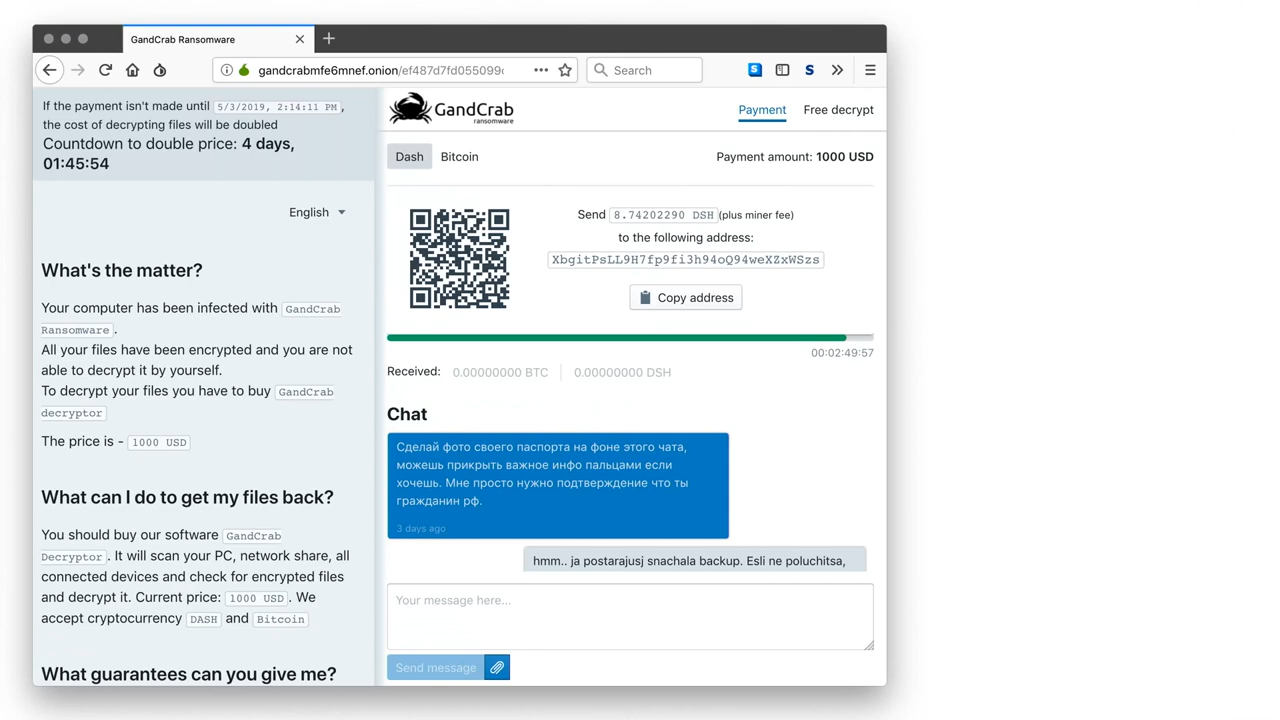 GandCrab Ransomware
gandcrabmfe6mnef.onion/ef487d7fd055099c
Search
If the payment isn't made until 5/3/2019, 2:14:11 PM,
the cost of decrypting files will be doubled
Countdown to double price: 4 days,
01:45:54
English
What's the matter?
Your computer has been infected with GandCrab
Ransomware.
All your files have been encrypted and you are not
able to decrypt it by yourself.
To decrypt your files you have to buy GandCrab
decryptor
The price is - 1000 USD
What can I do to get my files back?
You should buy our software GandCrab
Decryptor. It will scan your PC, network share, all
connected devices and check for encrypted files
and decrypt it. Current price: 1000 USD. We
accept cryptocurrency DASH and Bitcoin
What guarantees can you give me?
GandCrab
ransomware
Payment
Free decrypt
Dash
Bitcoin
Payment amount: 1000 USD
Send 8.74202290 DSH (plus miner fee)
to the following address:
XbgitPsLL9H7fp9fi3h94oQ94weXZxWSzs
Copy address
00:02:49:57
Received: 0.00000000 BTC 0.00000000 DSH
Chat
Сделай фото своего паспорта на фоне этого чата,
можешь прикрыть важное инфо пальцами если
хочешь. Мне просто нужно подтверждение что ты
гражданин рф.
3 days ago
hmm.. ja postarajusj snachala backup. Esli ne poluchitsa,
Your message here...
Send message